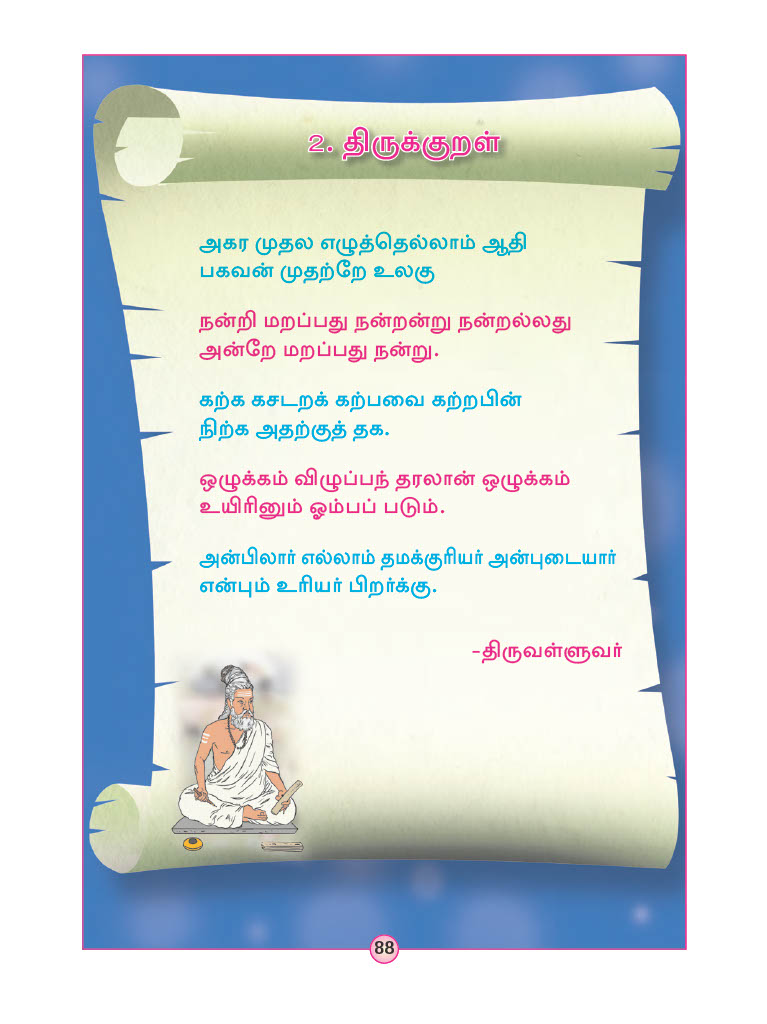 2. திருக்குறள்
அகர முதல எழுத்தெல்லாம் ஆதி
பகவன் முதற்றே உலகு
நன்றி மறப்பது நன்றன்று நன்றல்லது
அன்றே மறப்பது நன்று.
கற்க கசடறக் கற்பவை கற்றபின்
நிற்க அதற்குத் தக.
ஒழுக்கம் விழுப்பந் தரலான் ஒழுக்கம்
உயிரினும் ஓம்பப் படும்.
அன்பிலார் எல்லாம் தமக்குரியர் அன்புடையார்
என்பும் உரியர் பிறர்க்கு.
-திருவள்ளுவர்
88